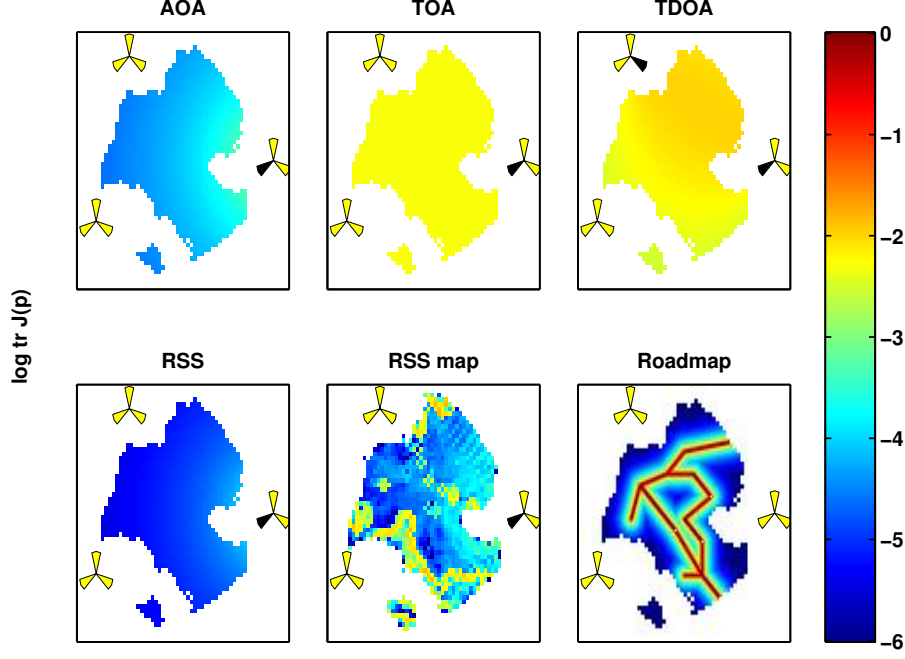 AOA
TOA
TDOA
RSS
RSS map
Roadmap
log tr J(p)
0
−1
−2
−3
−4
−5
−6